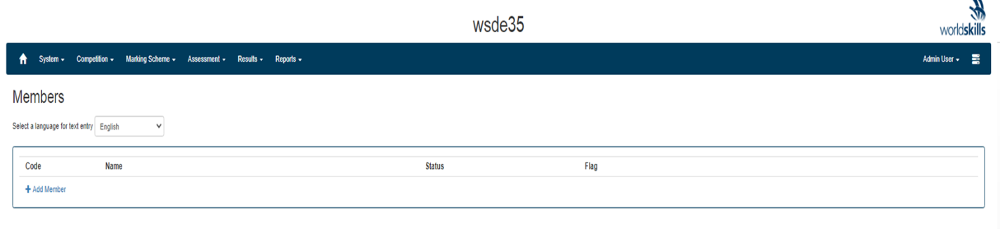 wsde35
worldskills
System Competition Marking Scheme Assessment Results Reports Admin User
Members
Select a language for text entry English
Code Name Status Flag
+ Add Member